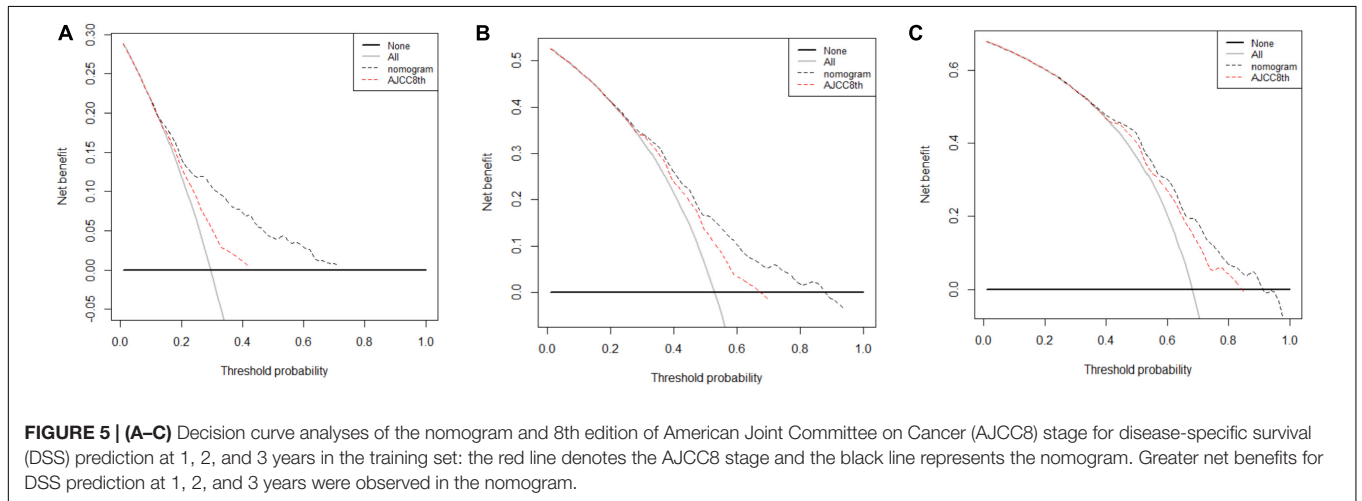 A
0.30
0.25
0.20
0.15
0.10
0.05
0.00
-0.05
Net benefit
None
All
nomogram
AJCC8th
0.0 0.2 0.4 0.6 0.8 1.0
Threshold probability
B
0.5
0.4
0.3
0.2
0.1
0.0
Net benefit
None
All
nomogram
AJCC8th
0.0 0.2 0.4 0.6 0.8 1.0
Threshold probability
C
0.6
0.4
0.2
0.0
Net benefit
None
All
nomogram
AJCC8th
0.0 0.2 0.4 0.6 0.8 1.0
Threshold probability
FIGURE 5 | (A–C) Decision curve analyses of the nomogram and 8th edition of American Joint Committee on Cancer (AJCC8) stage for disease-specific survival
(DSS) prediction at 1, 2, and 3 years in the training set: the red line denotes the AJCC8 stage and the black line represents the nomogram. Greater net benefits for
DSS prediction at 1, 2, and 3 years were observed in the nomogram.